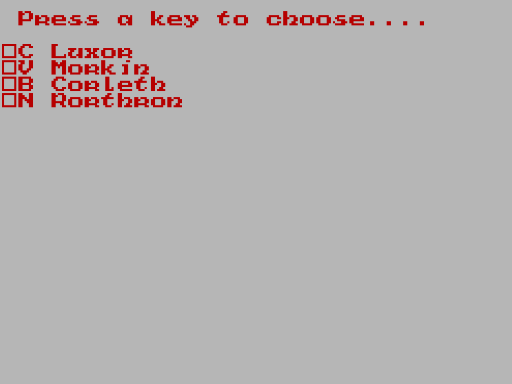 Press a key to choose....
□C Luxor
□V Morkin
□B Corleth
□N Rorthron